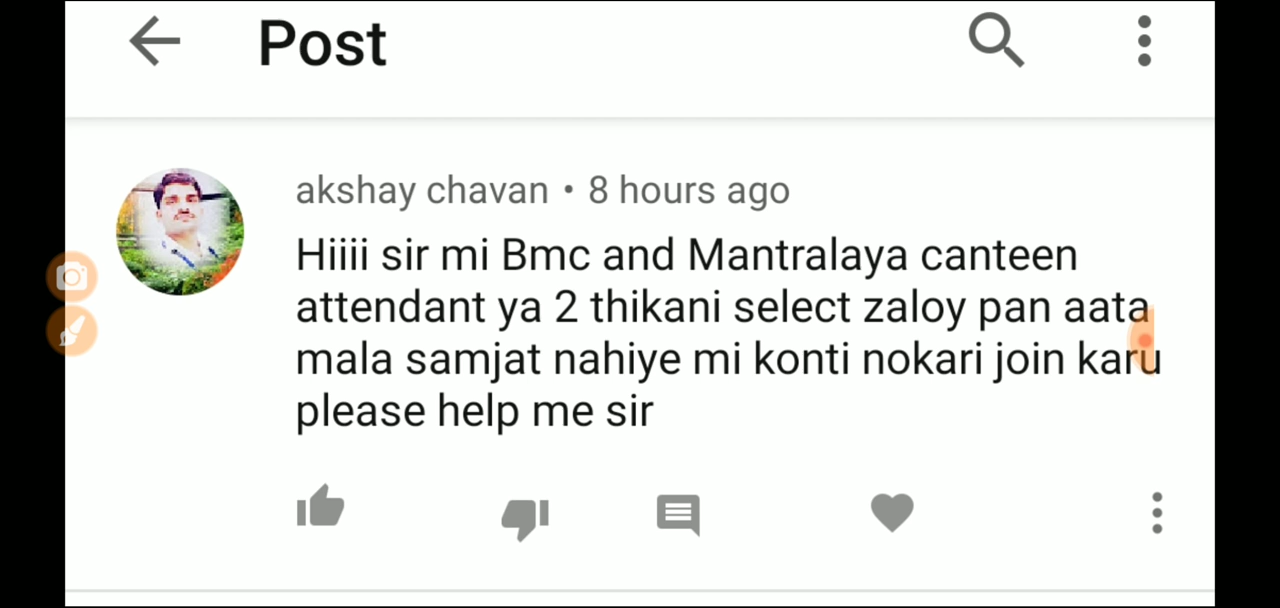 Post
akshay chavan • 8 hours ago
Hiiii sir mi Bmc and Mantralaya canteen
attendant ya 2 thikani select zaloy pan aata
mala samjat nahiye mi konti nokari join karu
please help me sir